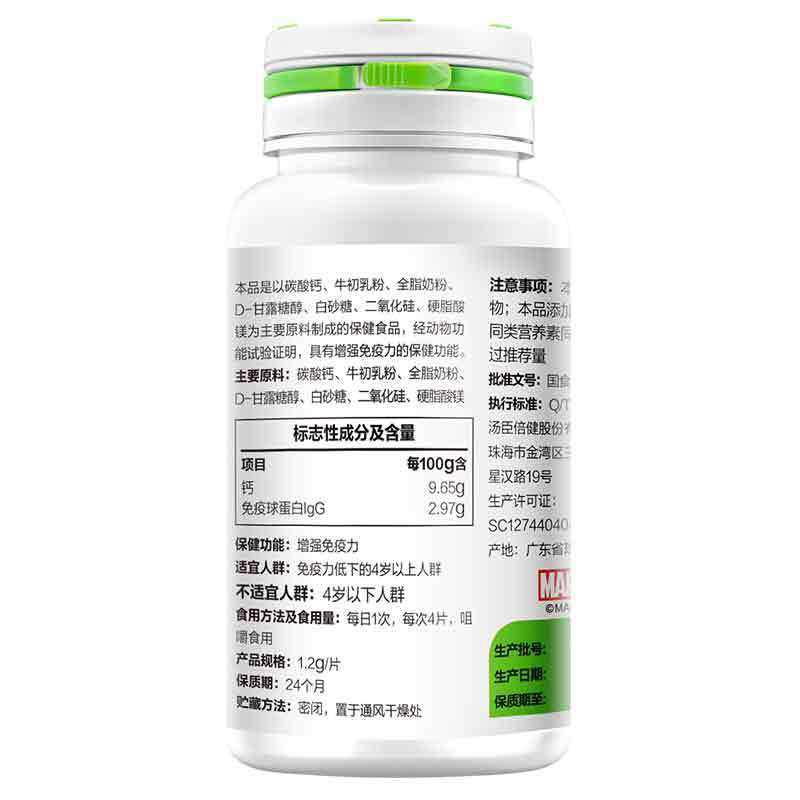 本品是以碳酸钙、牛初乳粉、全脂奶粉、
D-甘露糖醇、白砂糖、二氧化硅、硬脂酸
镁为主要原料制成的保健食品，经动物功
能试验证明，具有增强免疫力的保健功能。
主要原料：碳酸钙、牛初乳粉、全脂奶粉、
D-甘露糖醇、白砂糖、二氧化硅、硬脂酸镁
标志性成分及含量
项目 每100g含
钙 9.65g
免疫球蛋白IgG 2.97g
保健功能：增强免疫力
适宜人群：免疫力低下的4岁以上人群
不适宜人群：4岁以下人群
食用方法及食用量：每日1次，每次4片，咀
嚼食用
产品规格：1.2g/片
保质期：24个月
贮藏方法：密闭，置于通风干燥处
注意事项：
物；本品添加
同类营养素同
过推荐量
批准文号：国食
执行标准：Q/T
汤臣倍健股份
珠海市金湾区三
星汉路19号
生产许可证：
SC12744040
产地：广东省
MAR
©MA
生产批号：
生产日期：
保质期至：